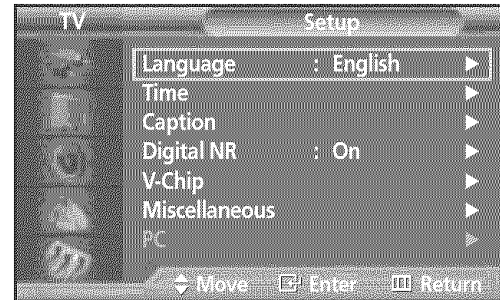 TV Setup
Language : English
Time
Caption
Digital NR : On
V-Chip
Miscellaneous
PC
Move Enter Return